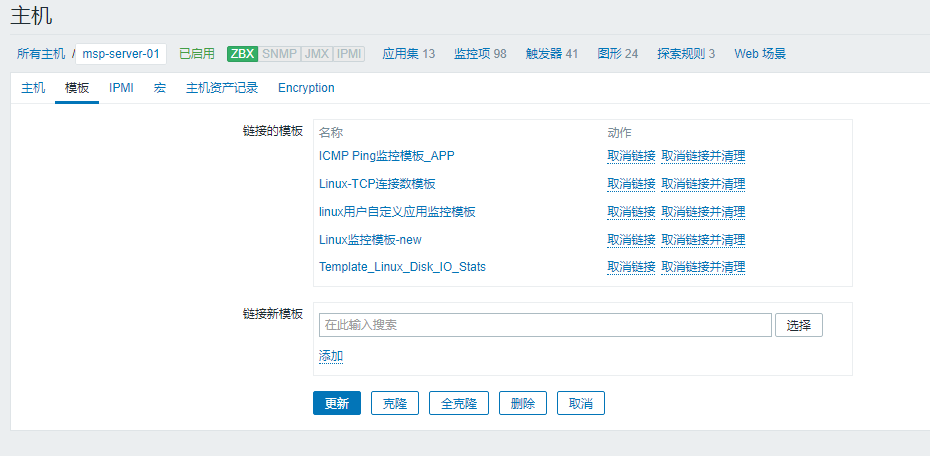 主机
所有主机 / msp-server-01 已启用 ZBX SNMP JMX IPMI 应用集 13 监控项 98 触发器 41 图形 24 探索规则 3 Web 场景
主机 模板 IPMI 宏 主机资产记录 Encryption
链接的模板 名称 动作
ICMP Ping监控模板_APP 取消链接 取消链接并清理
Linux-TCP连接数模板 取消链接 取消链接并清理
linux用户自定义应用监控模板 取消链接 取消链接并清理
Linux监控模板-new 取消链接 取消链接并清理
Template_Linux_Disk_IO_Stats 取消链接 取消链接并清理
链接新模板 在此输入搜索 选择
添加
更新 克隆 全克隆 删除 取消